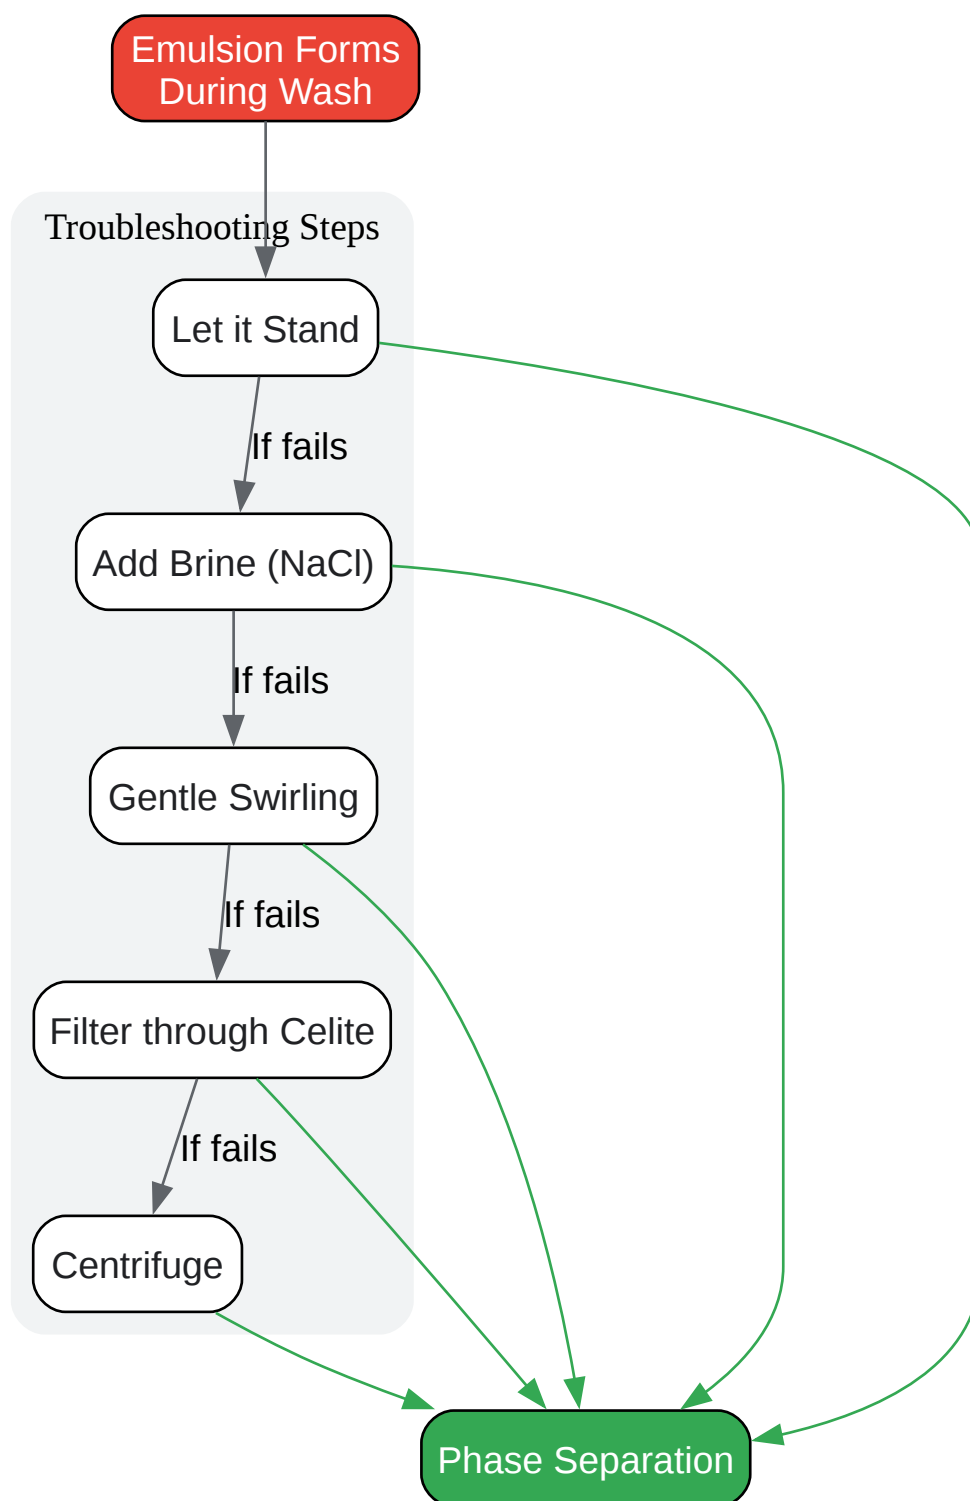 Emulsion Forms
During Wash
Troubleshooting Steps
Let it Stand
If fails
Add Brine (NaCl)
If fails
Gentle Swirling
If fails
Filter through Celite
If fails
Centrifuge
Phase Separation